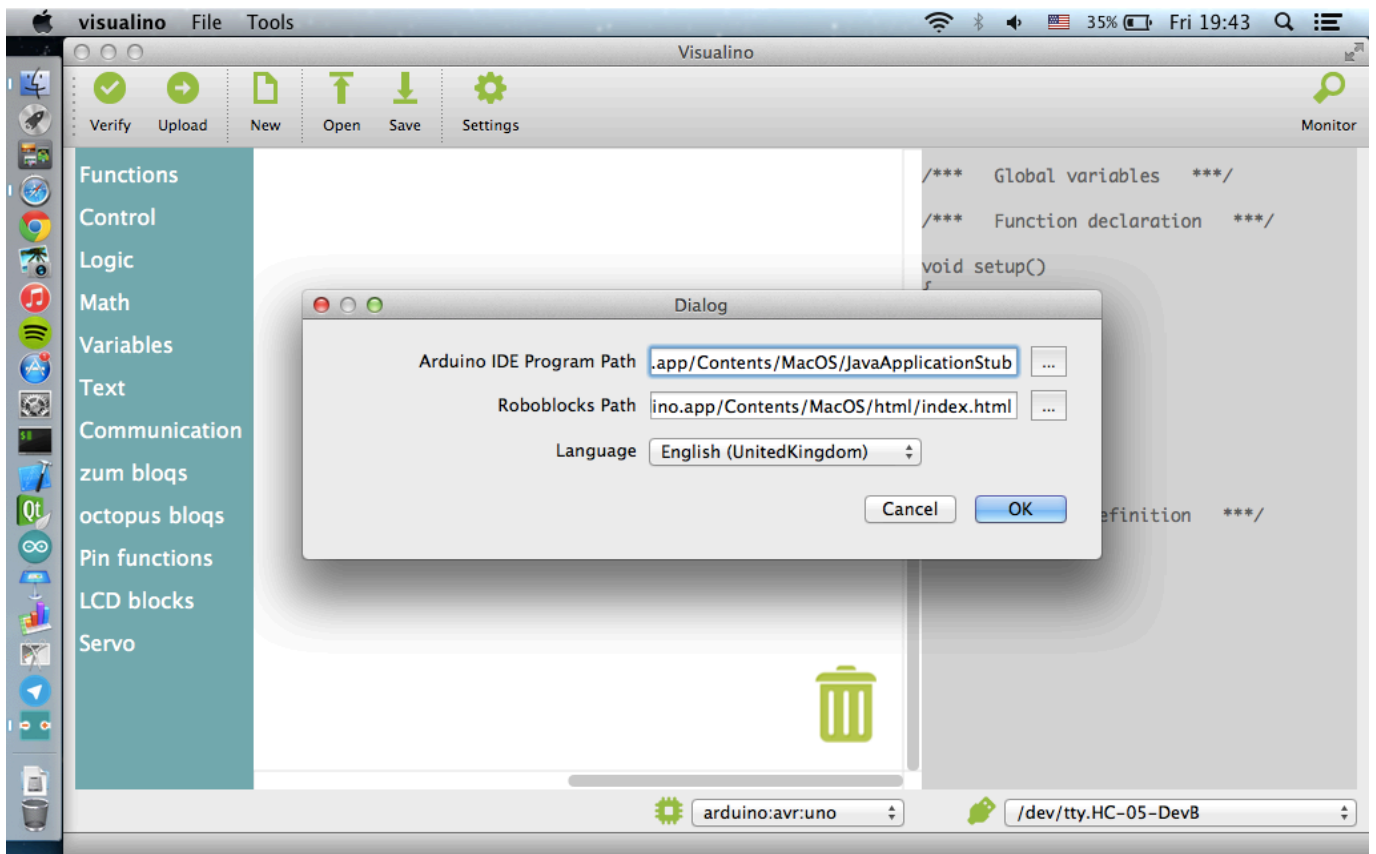 visualino File Tools 35% Fri 19:43
Visualino
Verify Upload New Open Save Settings Monitor
Functions
Control
Logic
Math
Variables
Text
Communication
zum bloqs
octopus bloqs
Pin functions
LCD blocks
Servo
/*** Global variables ***/
/*** Function declaration ***/
void setup()
{
efinition ***/
Dialog
Arduino IDE Program Path .app/Contents/MacOS/JavaApplicationStub ...
Roboblocks Path ino.app/Contents/MacOS/html/index.html ...
Language English (UnitedKingdom)
Cancel OK
arduino:avr:uno /dev/tty.HC-05-DevB